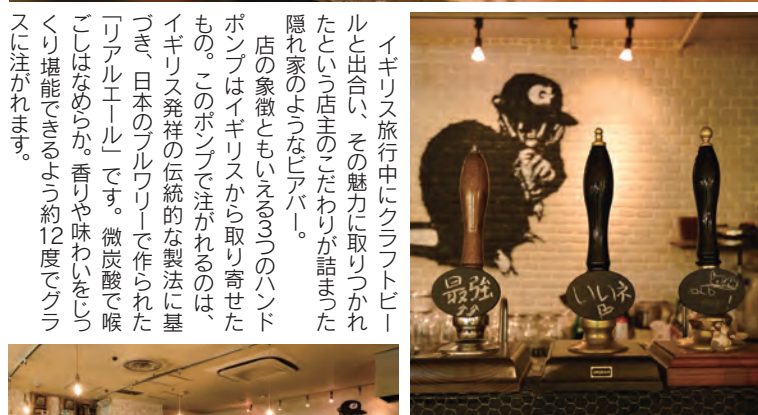 イギリス旅行中にクラフトビー
ルと出合い、その魅力に取りつかれ
たという店主のこだわりが詰まった
隠れ家のようなビアバー。
店の象徴ともいえる3つのハンド
ポンプはイギリスから取り寄せた
もの。このポンプで注がれるのは、
イギリス発祥の伝統的な製法に基
づき、日本のブルワリーで作られた
「リアルエール」です。微炭酸で喉
ごしはなめらか。香りや味わいをじっ
くり堪能できるよう約12度でグラ
スに注がれます。
G
最強
いいネ
OLD